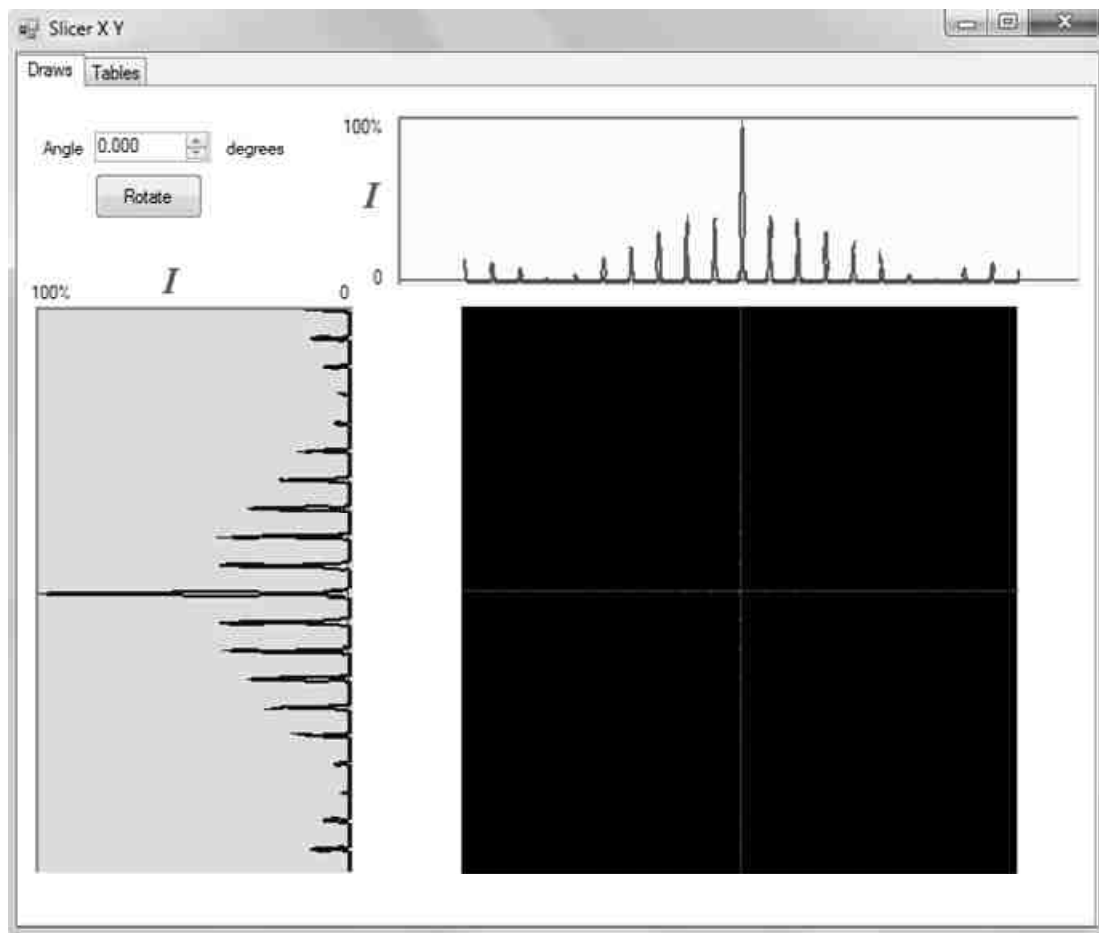 Slicer X Y
Draws Tables
Angle 0.000 degrees
Rotate
100%
I
0
100% I 0